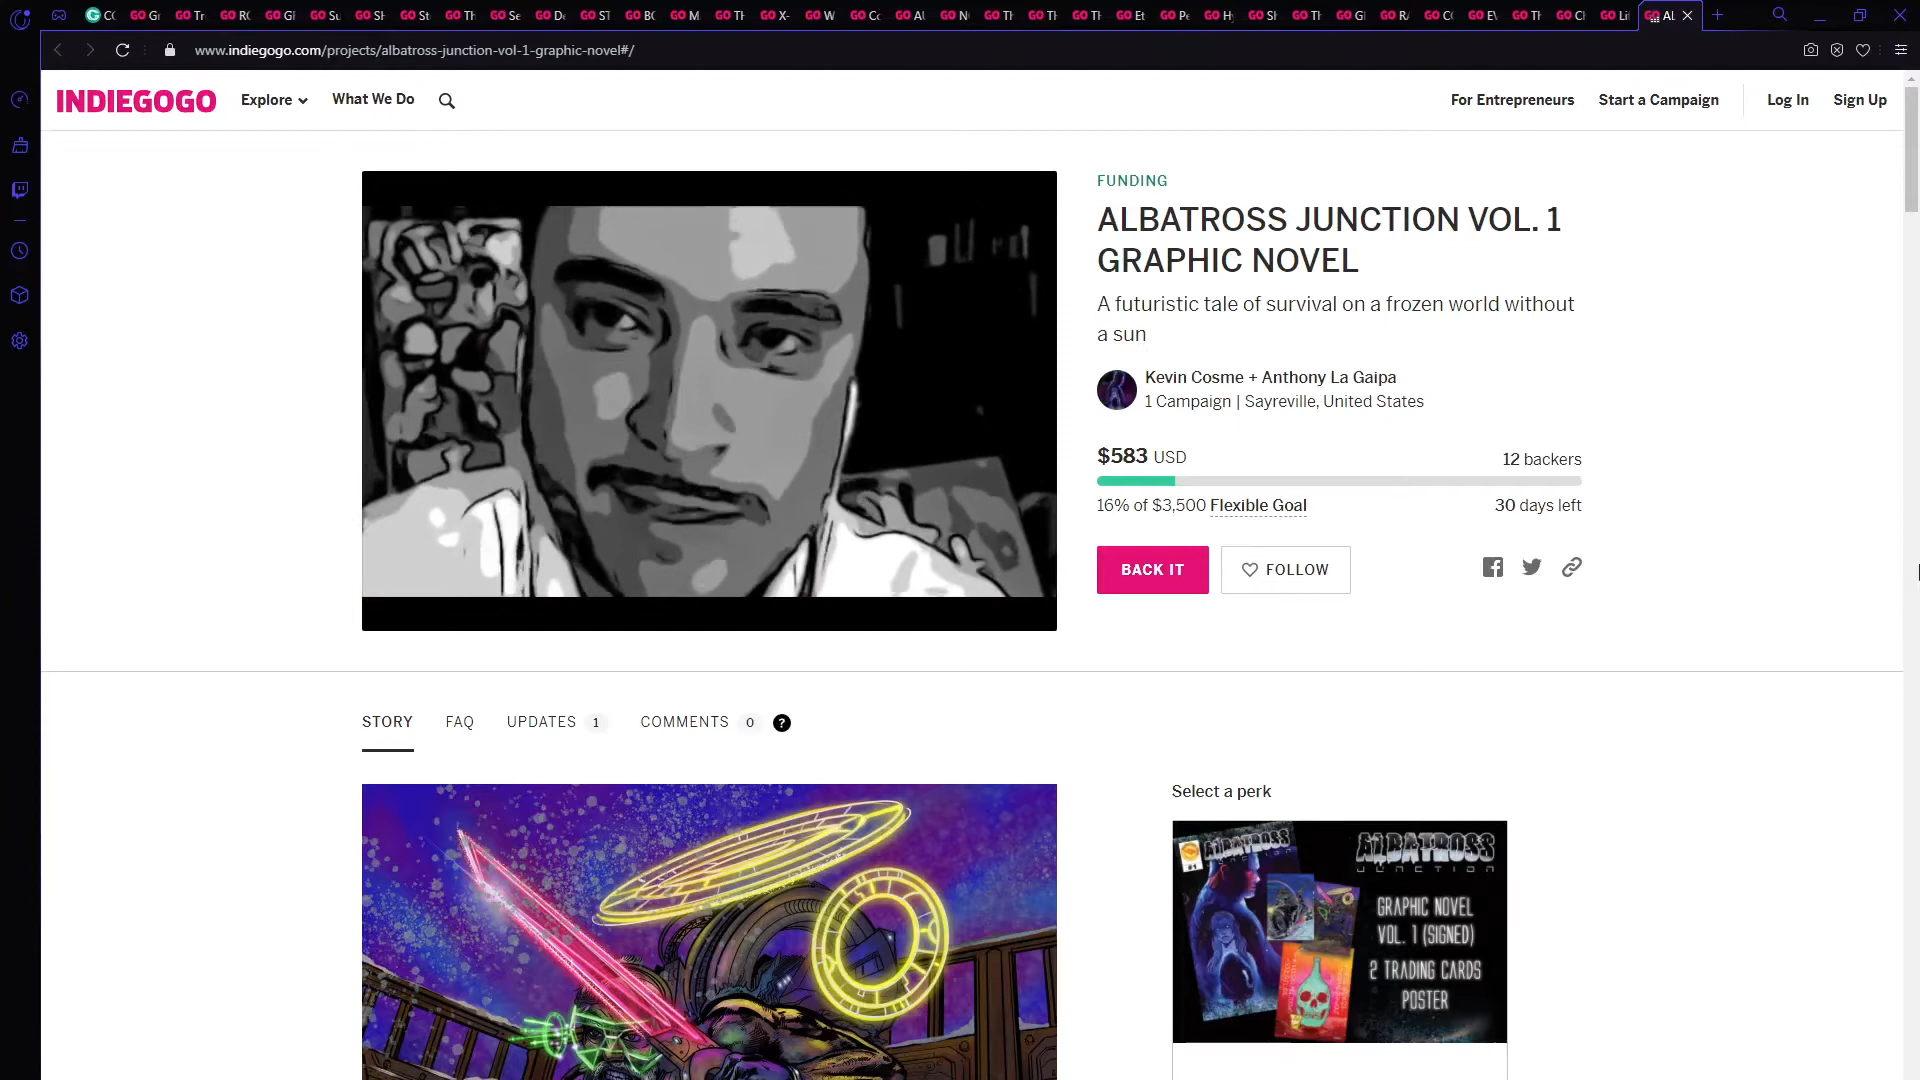 www.indiegogo.com/projects/albatross-junction-vol-1-graphic-novel#/
INDIEGOGO
Explore
What We Do
For Entrepreneurs
Start a Campaign
Log In
Sign Up
FUNDING
ALBATROSS JUNCTION VOL. 1
GRAPHIC NOVEL
A futuristic tale of survival on a frozen world without
a sun
Kevin Cosme + Anthony La Gaipa
1 Campaign | Sayreville, United States
$583 USD
12 backers
16% of $3,500 Flexible Goal
30 days left
BACK IT
FOLLOW
STORY
FAQ
UPDATES 1
COMMENTS 0 ?
Select a perk
#1
ALBATROSS
JUNCTION
ALBATROSS
JUNCTION
GRAPHIC NOVEL
VOL. 1 (SIGNED)
2 TRADING CARDS
POSTER